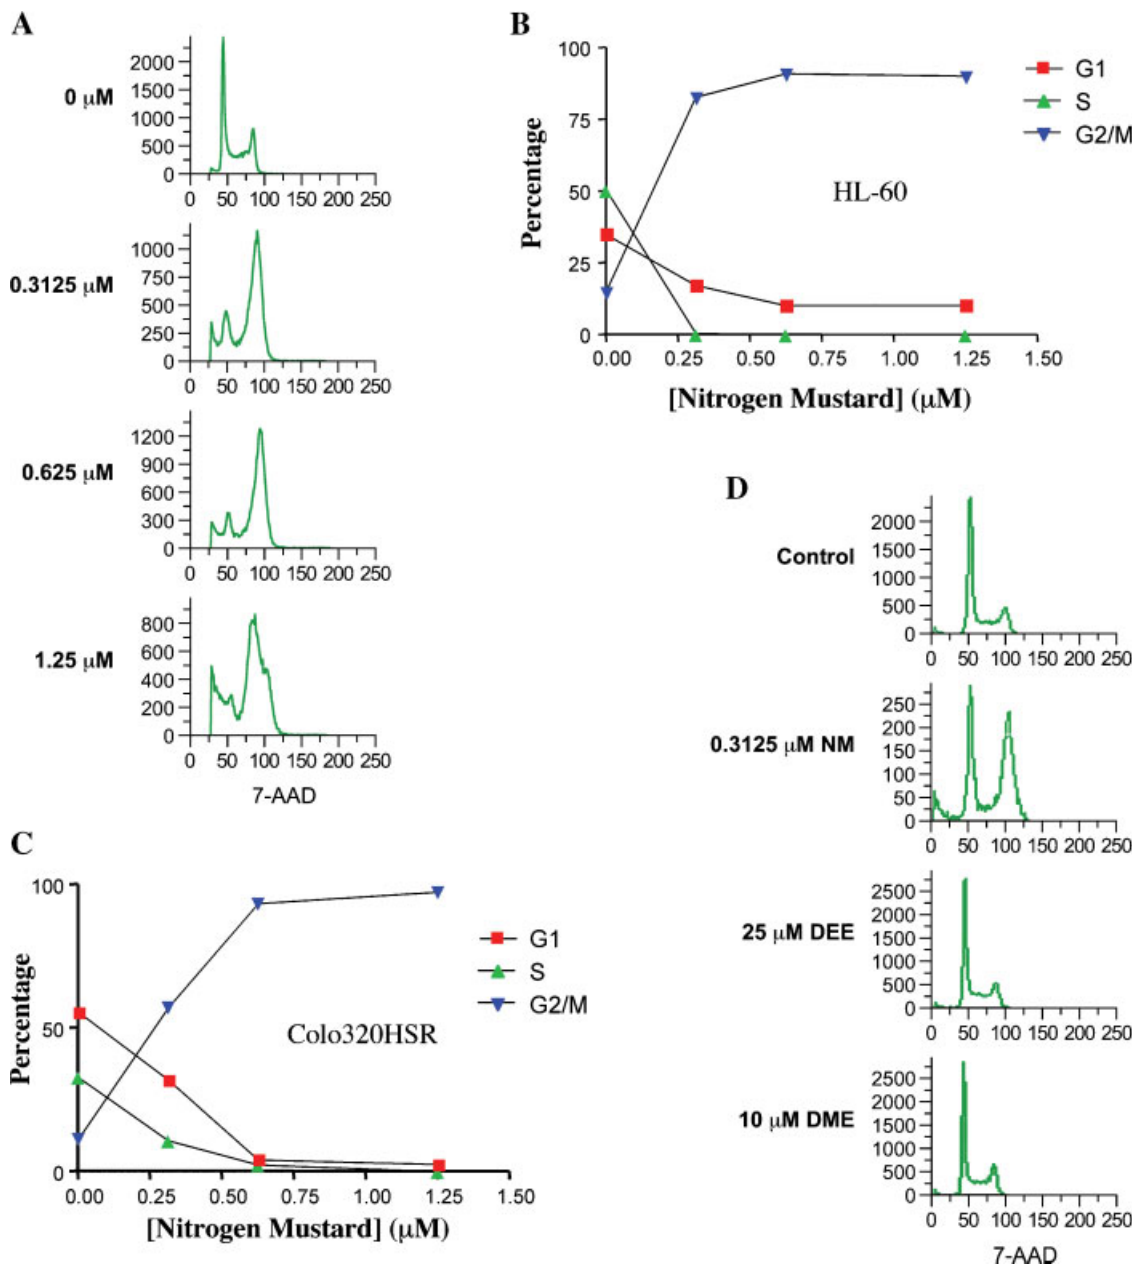 A
0 μM
2000
1500
1000
500
0
0 50 100 150 200 250
0.3125 μM
1000
750
500
250
0
0 50 100 150 200 250
0.625 μM
1200
900
600
300
0
0 50 100 150 200 250
1.25 μM
800
600
400
200
0
0 50 100 150 200 250
7-AAD
B
100
75
50
25
0
Percentage
0.00 0.25 0.50 0.75 1.00 1.25 1.50
[Nitrogen Mustard] (μM)
HL-60
G1
S
G2/M
C
100
50
0
Percentage
0.00 0.25 0.50 0.75 1.00 1.25 1.50
[Nitrogen Mustard] (μM)
Colo320HSR
G1
S
G2/M
D
Control
2000
1500
1000
500
0
0 50 100 150 200 250
0.3125 μM NM
250
200
150
100
50
0
0 50 100 150 200 250
25 μM DEE
2500
2000
1500
1000
500
0
0 50 100 150 200 250
10 μM DME
2500
2000
1500
1000
500
0
0 50 100 150 200 250
7-AAD